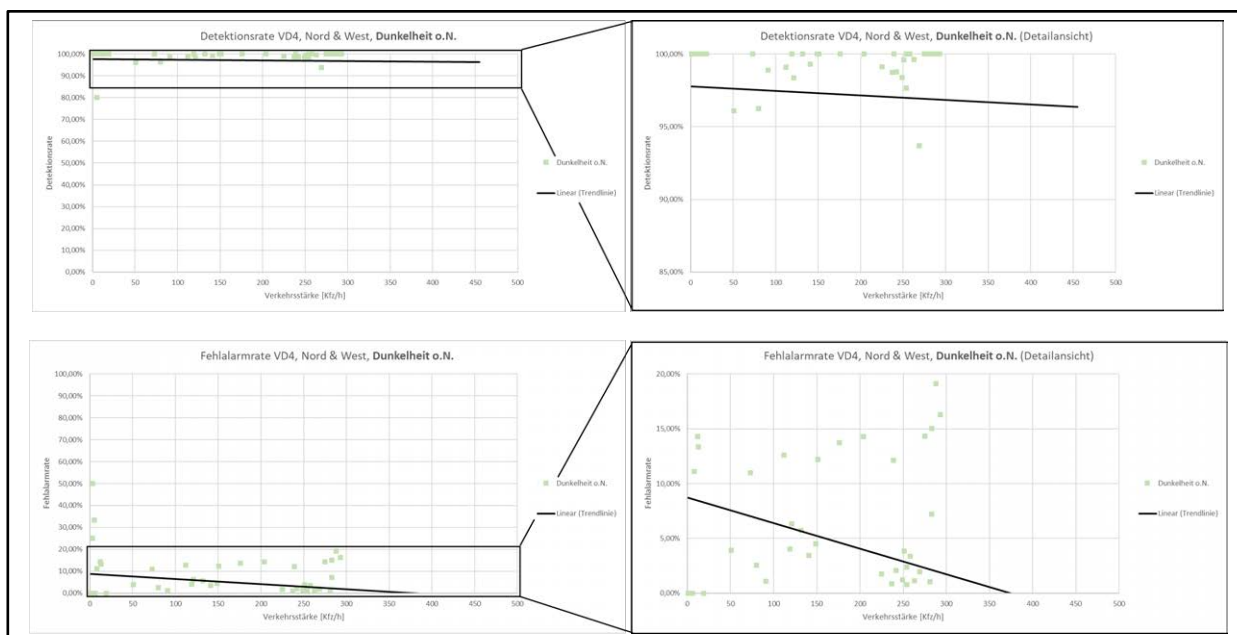 Detektionsrate VD4, Nord & West, Dunkelheit o.N.
100,00%
90,00%
80,00%
70,00%
60,00%
50,00%
40,00%
30,00%
20,00%
10,00%
0,00%
Detektionsrate
0 50 100 150 200 250 300 350 400 450 500
Verkehrsstärke [Kfz/h]
Dunkelheit o.N.
Linear (Trendlinie)
Detektionsrate VD4, Nord & West, Dunkelheit o.N. (Detailansicht)
100,00%
95,00%
90,00%
85,00%
Detektionsrate
0 50 100 150 200 250 300 350 400 450 500
Verkehrsstärke [Kfz/h]
Dunkelheit o.N.
Linear (Trendlinie)
Fehlalarmrate VD4, Nord & West, Dunkelheit o.N.
100,00%
90,00%
80,00%
70,00%
60,00%
50,00%
40,00%
30,00%
20,00%
10,00%
0,00%
Fehlalarmrate
0 50 100 150 200 250 300 350 400 450 500
Verkehrsstärke [Kfz/h]
Dunkelheit o.N.
Linear (Trendlinie)
Fehlalarmrate VD4, Nord & West, Dunkelheit o.N. (Detailansicht)
20,00%
15,00%
10,00%
5,00%
0,00%
Fehlalarmrate
0 50 100 150 200 250 300 350 400 450 500
Verkehrsstärke [Kfz/h]
Dunkelheit o.N.
Linear (Trendlinie)